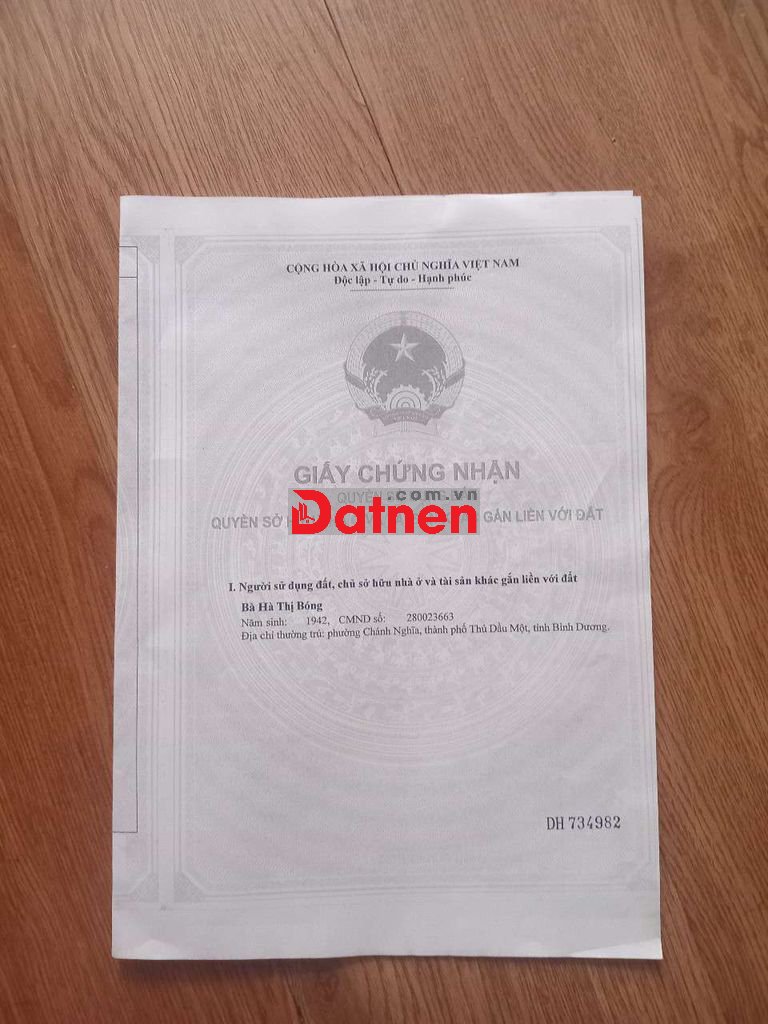 CỘNG HÒA XÃ HỘI CHỦ NGHĨA VIỆT NAM
Độc lập - Tự do - Hạnh phúc
GIẤY CHỨNG NHẬN
QUYỀN
.com.vn
QUYỀN SỞ
Datnen
GẮN LIỀN VỚI ĐẤT
I. Người sử dụng đất, chủ sở hữu nhà ở và tài sản khác gắn liền với đất
Bà Hà Thị Bóng
Năm sinh: 1942, CMND số: 280023663
Địa chỉ thường trú: phường Chánh Nghĩa, thành phố Thủ Dầu Một, tỉnh Bình Dương.
DH 734982